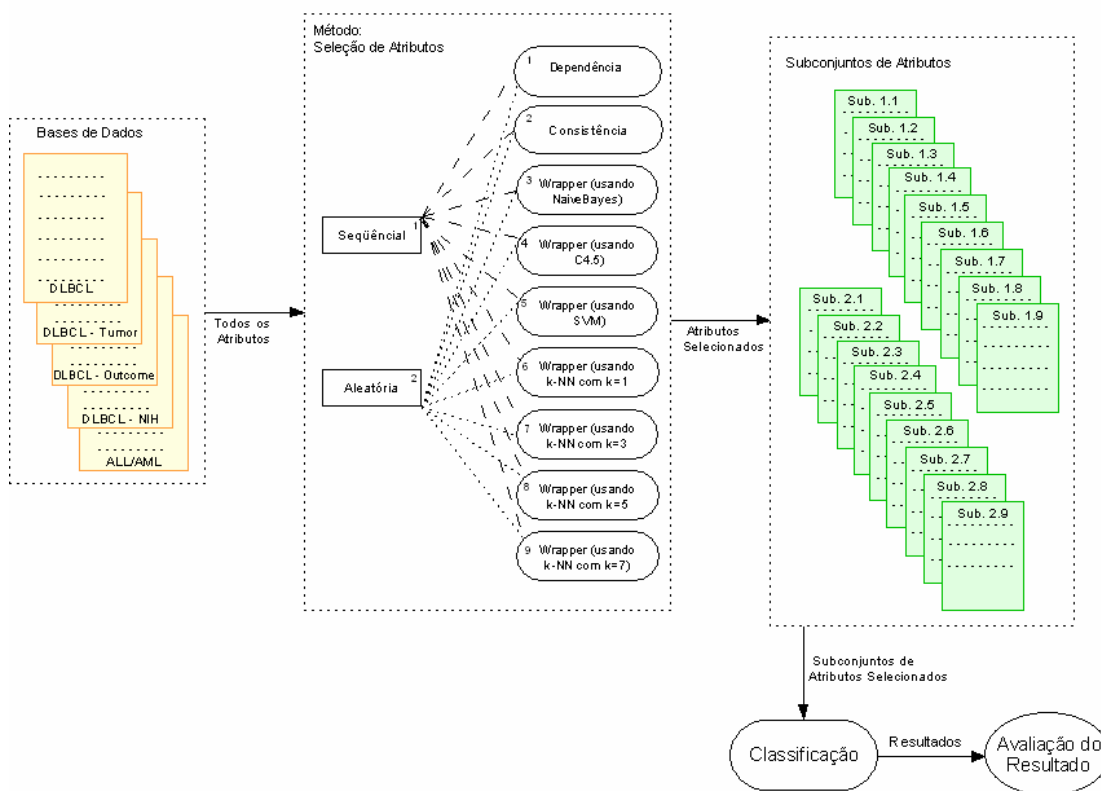 Bases de Dados
DLBCL
DLBCL - Tumor
DLBCL - Outcome
DLBCL - NIH
ALL/AML
Todos os
Atributos
Método:
Seleção de Atributos
Seqüêncial 1
Aleatória 2
1 Dependência
2 Consistência
3 Wrapper (usando
NaiveBayes)
4 Wrapper (usando
C4.5)
5 Wrapper (usando
SVM)
6 Wrapper (usando
k-NN com k=1
7 Wrapper (usando
k-NN com k=3
8 Wrapper (usando
k-NN com k=5
9 Wrapper (usando
k-NN com k=7)
Atributos
Selecionados
Subconjuntos de Atributos
Sub. 1.1
Sub. 1.2
Sub. 1.3
Sub. 1.4
Sub. 1.5
Sub. 1.6
Sub. 1.7
Sub. 1.8
Sub. 1.9
Sub. 2.1
Sub. 2.2
Sub. 2.3
Sub. 2.4
Sub. 2.5
Sub. 2.6
Sub. 2.7
Sub. 2.8
Sub. 2.9
Subconjuntos de
Atributos Selecionados
Classificação
Resultados
Avaliação do
Resultado